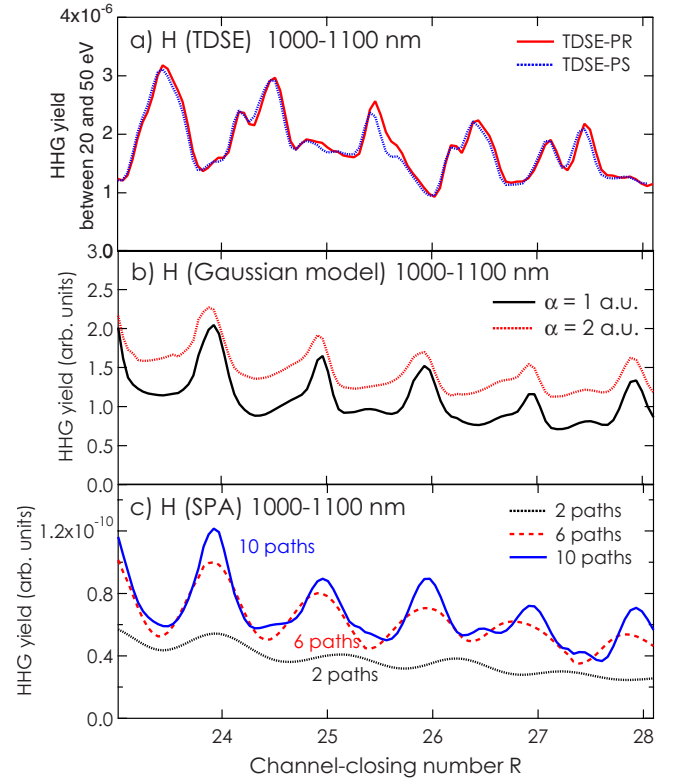 4x10⁻⁶
a) H (TDSE) 1000-1100 nm
TDSE-PR
TDSE-PS
HHG yield
between 20 and 50 eV
3
2
1
0
3.0
b) H (Gaussian model) 1000-1100 nm
α = 1 a.u.
α = 2 a.u.
HHG yield (arb. units)
2.5
2.0
1.5
1.0
0.5
0.0
c) H (SPA) 1000-1100 nm
2 paths
6 paths
10 paths
1.2x10⁻¹⁰
10 paths
6 paths
2 paths
HHG yield (arb. units)
0.8
0.4
0.0
24 25 26 27 28
Channel-closing number R